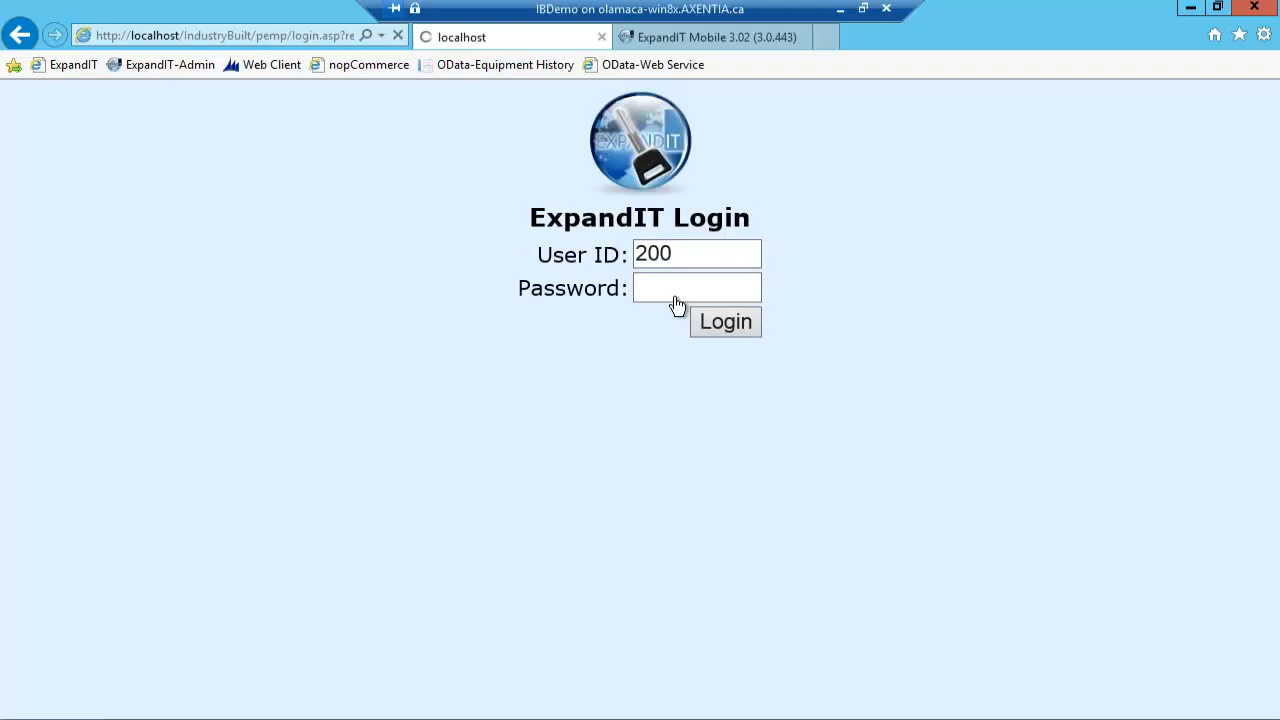 IBDemo on olamaca-win8x.AXENTIA.ca
http://localhost/IndustryBuilt/pemp/login.asp?re
localhost
ExpandIT Mobile 3.02 (3.0.443)
ExpandIT ExpandIT-Admin Web Client nopCommerce OData-Equipment History OData-Web Service
EXPANDIT
ExpandIT Login
User ID: 200
Password:
Login